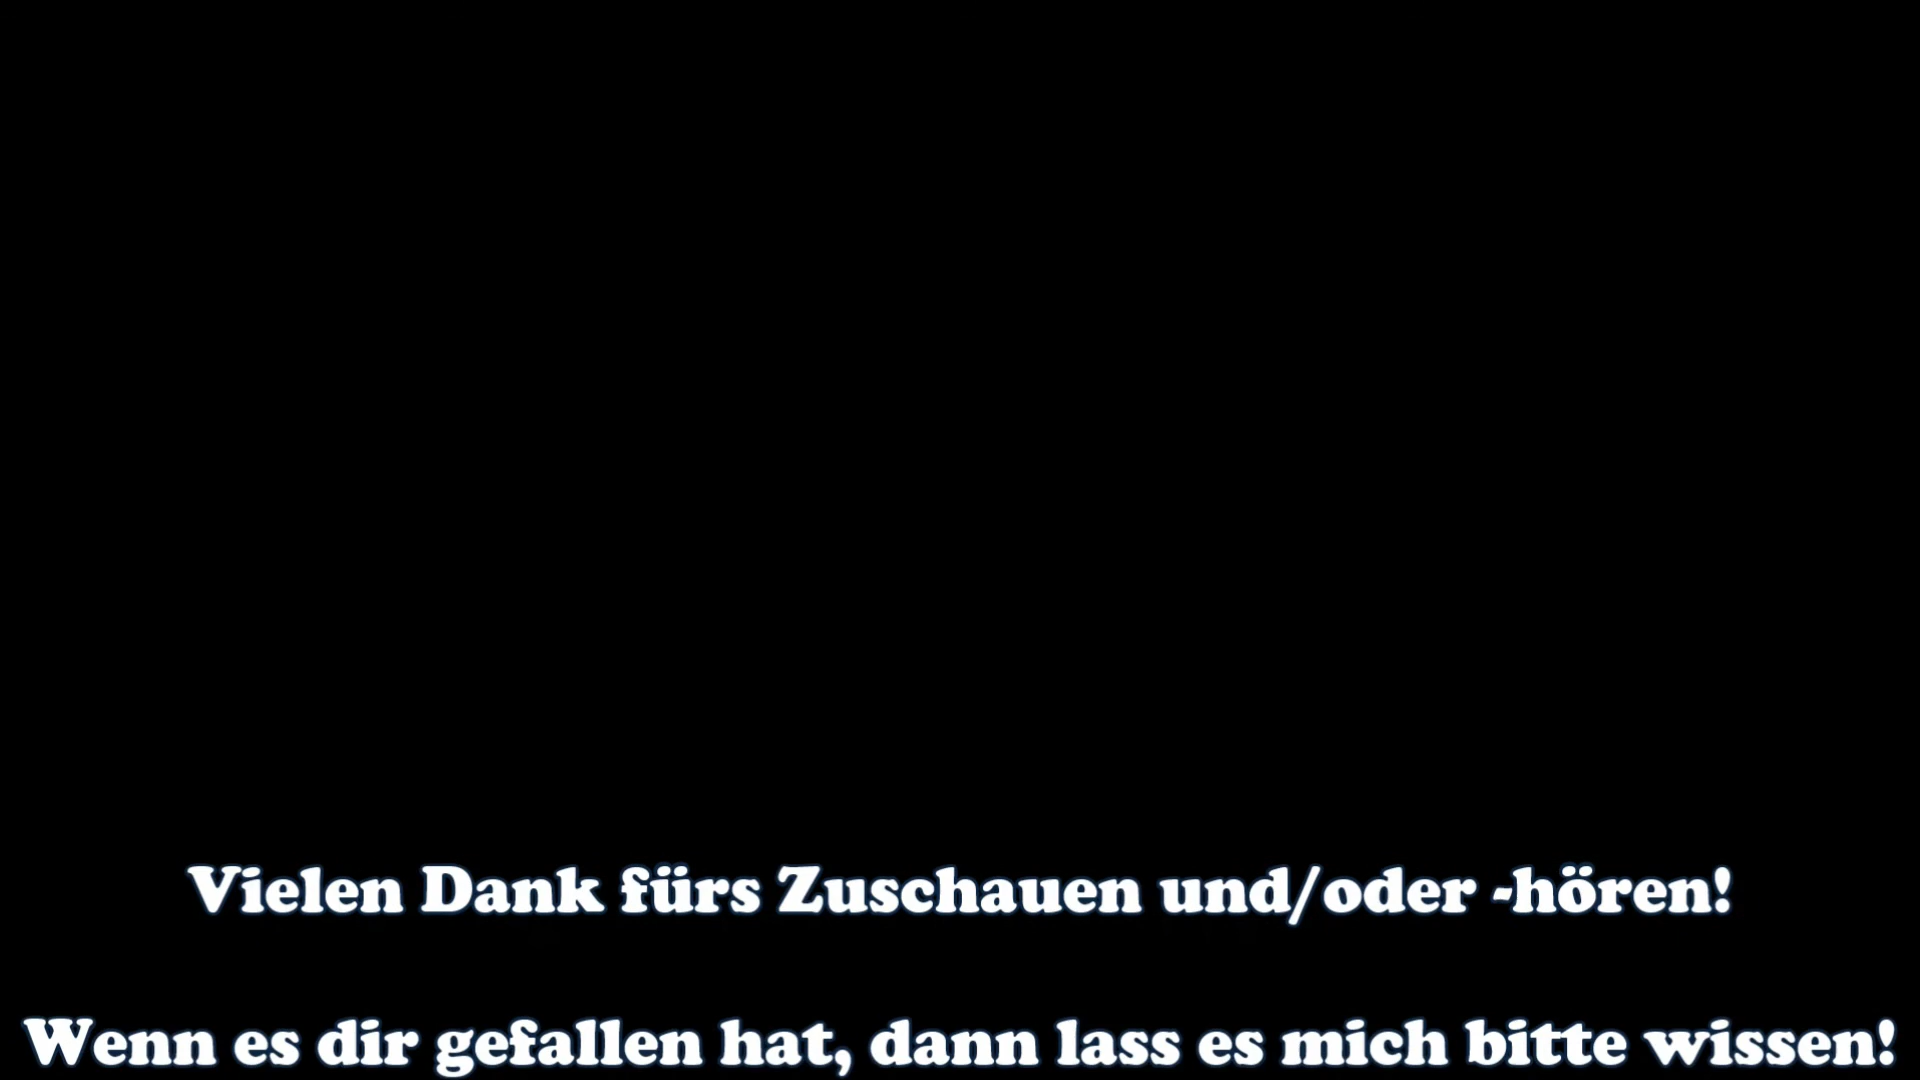 Vielen Dank fürs Zuschauen und/oder -hören!
Wenn es dir gefallen hat, dann lass es mich bitte wissen!